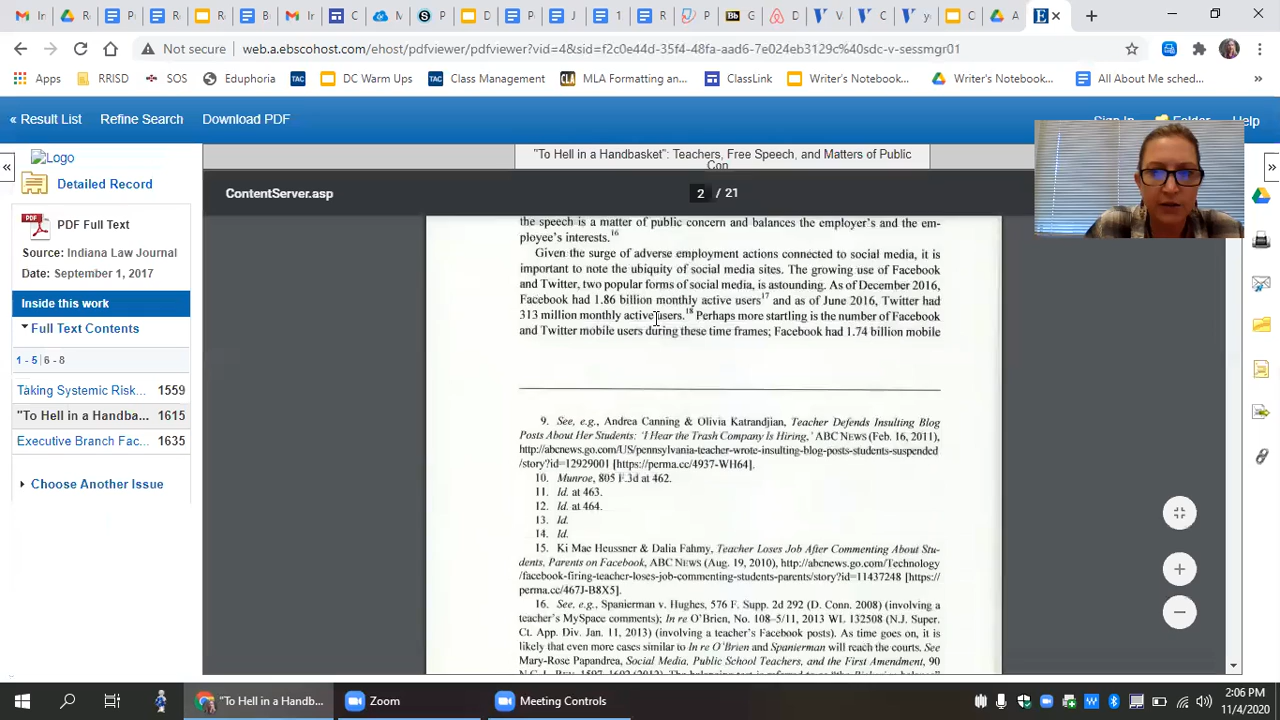 Not secure web.a.ebscohost.com/ehost/pdfviewer/pdfviewer?vid=4&sid=f2c0e44d-35f4-48fa-aad6-7e024eb3129c%40sdc-v-sessmgr01
Apps RRISD SOS Eduphoria DC Warm Ups Class Management MLA Formatting an... ClassLink Writer's Notebook... Writer's Notebook... All About Me sched...
« Result List Refine Search Download PDF Sign In Folder Help
Logo
Detailed Record
PDF Full Text
Source: Indiana Law Journal
Date: September 1, 2017
Inside this work
Full Text Contents
1 - 5 | 6 - 8
Taking Systemic Risk... 1559
"To Hell in a Handba... 1615
Executive Branch Fac... 1635
Choose Another Issue
"To Hell in a Handbasket": Teachers, Free Speech, and Matters of Public
Con
ContentServer.asp 2 / 21
the speech is a matter of public concern and balances the employer's and the em-
ployee's interests.16
Given the surge of adverse employment actions connected to social media, it is
important to note the ubiquity of social media sites. The growing use of Facebook
and Twitter, two popular forms of social media, is astounding. As of December 2016,
Facebook had 1.86 billion monthly active users17 and as of June 2016, Twitter had
313 million monthly active users.18 Perhaps more startling is the number of Facebook
and Twitter mobile users during these time frames; Facebook had 1.74 billion mobile
9. See, e.g., Andrea Canning & Olivia Katrandjian, Teacher Defends Insulting Blog
Posts About Her Students: 'I Hear the Trash Company Is Hiring,' ABC NEWS (Feb. 16, 2011),
http://abcnews.go.com/US/pennsylvania-teacher-wrote-insulting-blog-posts-students-suspended
/story?id=12929001 [https://perma.cc/4937-WH64].
10. Munroe, 805 F.3d at 462.
11. Id. at 463.
12. Id. at 464.
13. Id.
14. Id.
15. Ki Mae Heussner & Dalia Fahmy, Teacher Loses Job After Commenting About Stu-
dents, Parents on Facebook, ABC NEWS (Aug. 19, 2010), http://abcnews.go.com/Technology
/facebook-firing-teacher-loses-job-commenting-students-parents/story?id=11437248 [https://
perma.cc/467J-B8X5].
16. See, e.g., Spanierman v. Hughes, 576 F. Supp. 2d 292 (D. Conn. 2008) (involving a
teacher's MySpace comments); In re O'Brien, No. 108–5/11, 2013 WL 132508 (N.J. Super.
Ct. App. Div. Jan. 11, 2013) (involving a teacher's Facebook posts). As time goes on, it is
likely that even more cases similar to In re O'Brien and Spanierman will reach the courts. See
Mary-Rose Papandrea, Social Media, Public School Teachers, and the First Amendment, 90
"To Hell in a Handb... Zoom Meeting Controls
2:06 PM
11/4/2020